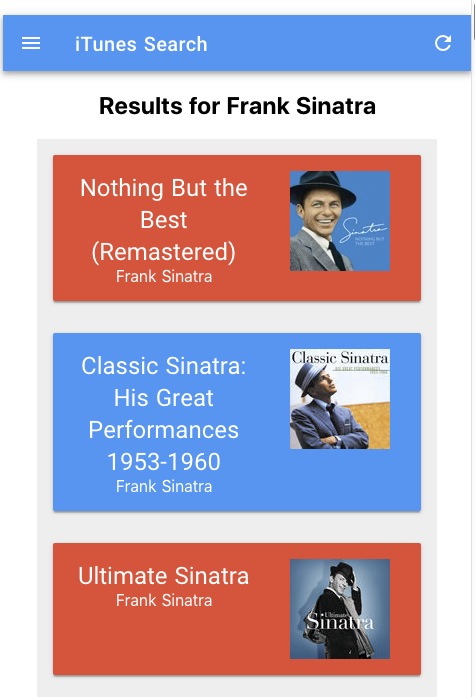 iTunes Search
Results for Frank Sinatra
Nothing But the
Best
(Remastered)
Frank Sinatra
Sinatra
NOTHING BUT
THE BEST
Classic Sinatra:
His Great
Performances
1953-1960
Frank Sinatra
Classic Sinatra
HIS GREAT PERFORMANCES
1953-1960
Ultimate Sinatra
Frank Sinatra
Ultimate
Sinatra